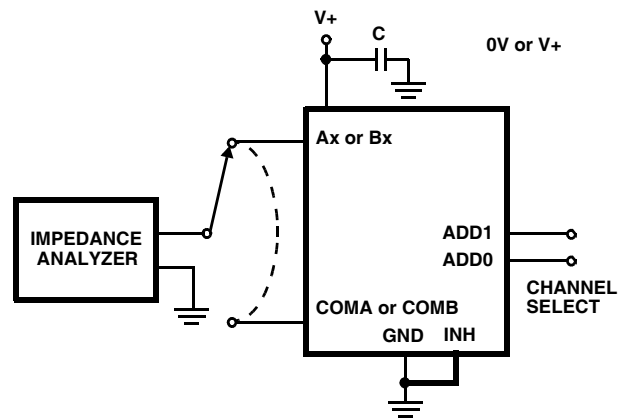 V+
C
0V or V+
Ax or Bx
IMPEDANCE
ANALYZER
ADD1
ADD0
CHANNEL
SELECT
COMA or COMB
GND
INH